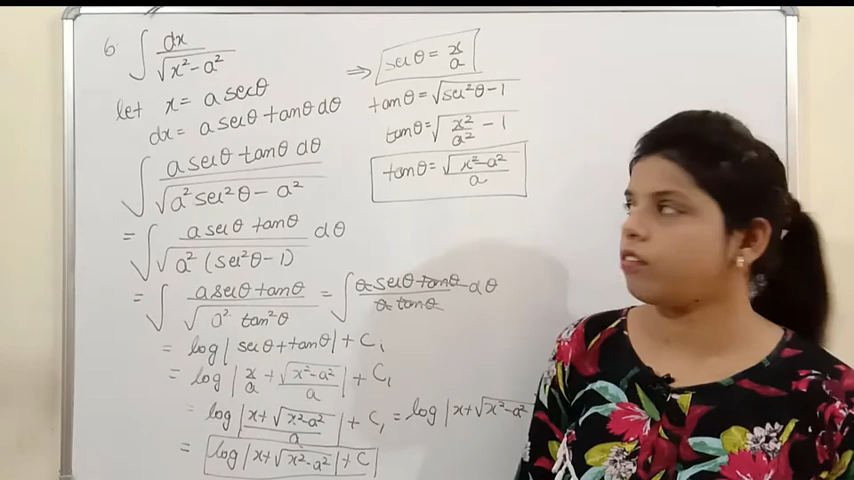 6. ∫ dx / √(x² - a²)
let x = a secθ
dx = a secθ tanθ dθ
∫ a secθ tanθ dθ / √(a² sec²θ - a²)
= ∫ a secθ tanθ / √(a² (sec²θ - 1)) dθ
= ∫ a secθ tanθ / √(a² tan²θ) = ∫ a secθ tanθ / a tanθ dθ
= log | secθ + tanθ | + C₁
= log | x/a + √(x² - a²)/a | + C₁
= log | (x + √(x² - a²))/a | + C₁ = log | x + √(x² - a²)
= log | x + √(x² - a²) | + C
⇒ secθ = x/a
tanθ = √(sec²θ - 1)
tanθ = √(x²/a² - 1)
tanθ = √(x² - a²)/a